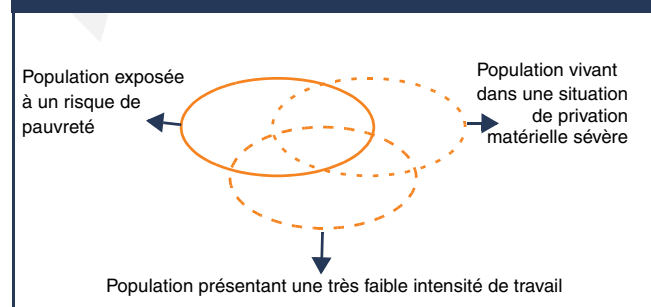 Population exposée
à un risque de
pauvreté
Population vivant
dans une situation
de privation
matérielle sévère
Population présentant une très faible intensité de travail